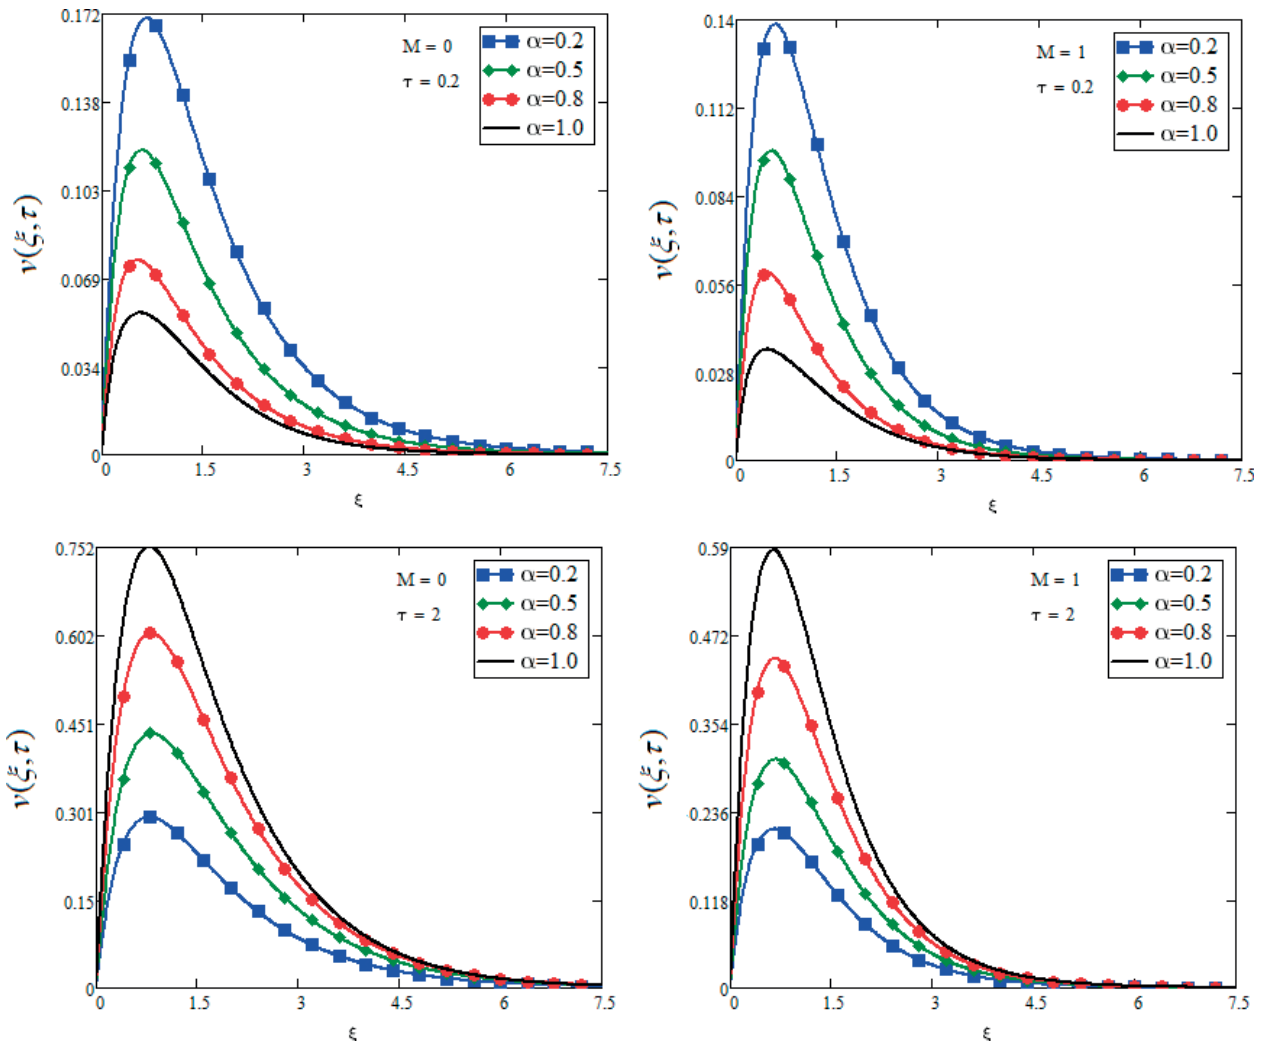 0.172
0.138
0.103
0.069
0.034
0
0
1.5
3
4.5
6
7.5
ν(ξ,τ)
ξ
M = 0
τ = 0.2
α=0.2
α=0.5
α=0.8
α=1.0
0.14
0.112
0.084
0.056
0.028
0
0
1.5
3
4.5
6
7.5
ν(ξ,τ)
ξ
M = 1
τ = 0.2
α=0.2
α=0.5
α=0.8
α=1.0
0.752
0.602
0.451
0.301
0.15
0
0
1.5
3
4.5
6
7.5
ν(ξ,τ)
ξ
M = 0
τ = 2
α=0.2
α=0.5
α=0.8
α=1.0
0.59
0.472
0.354
0.236
0.118
0
0
1.5
3
4.5
6
7.5
ν(ξ,τ)
ξ
M = 1
τ = 2
α=0.2
α=0.5
α=0.8
α=1.0